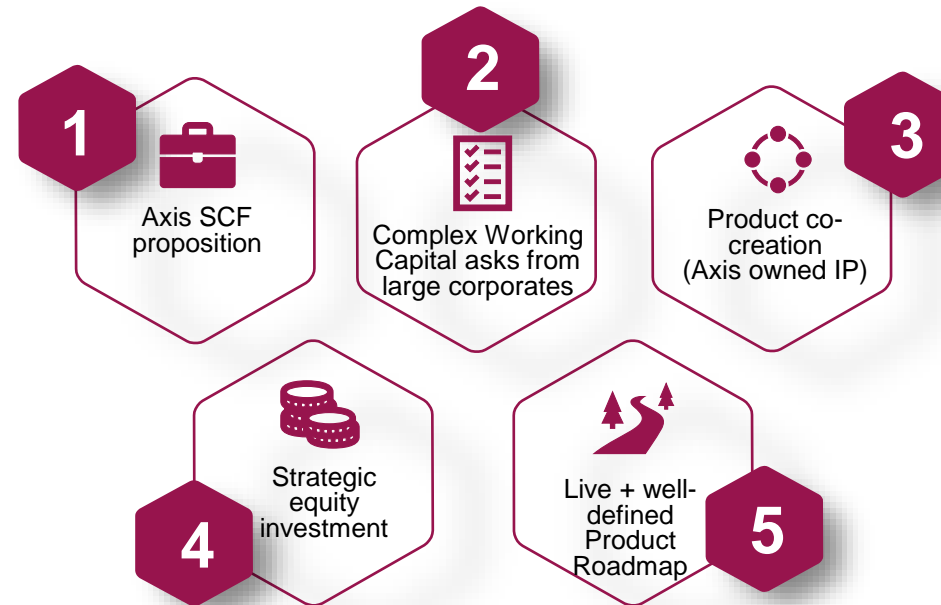 1
Axis SCF
proposition
2
Complex Working
Capital asks from
large corporates
3
Product co-
creation
(Axis owned IP)
4
Strategic
equity
investment
5
Live + well-
defined
Product
Roadmap